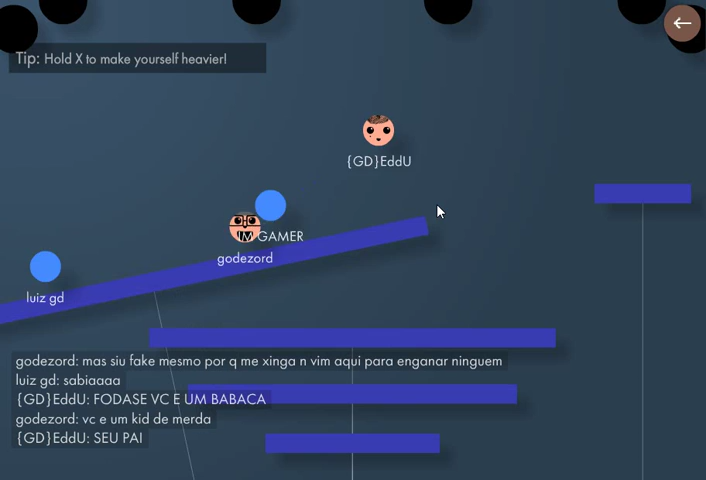 Tip: Hold X to make yourself heavier!
{GD}EddU
IM GAMER
godezord
luiz gd
godezord: mas siu fake mesmo por q me xinga n vim aqui para enganar ninguem
luiz gd: sabiaaaa
{GD}EddU: FODASE VC E UM BABACA
godezord: vc e um kid de merda
{GD}EddU: SEU PAI